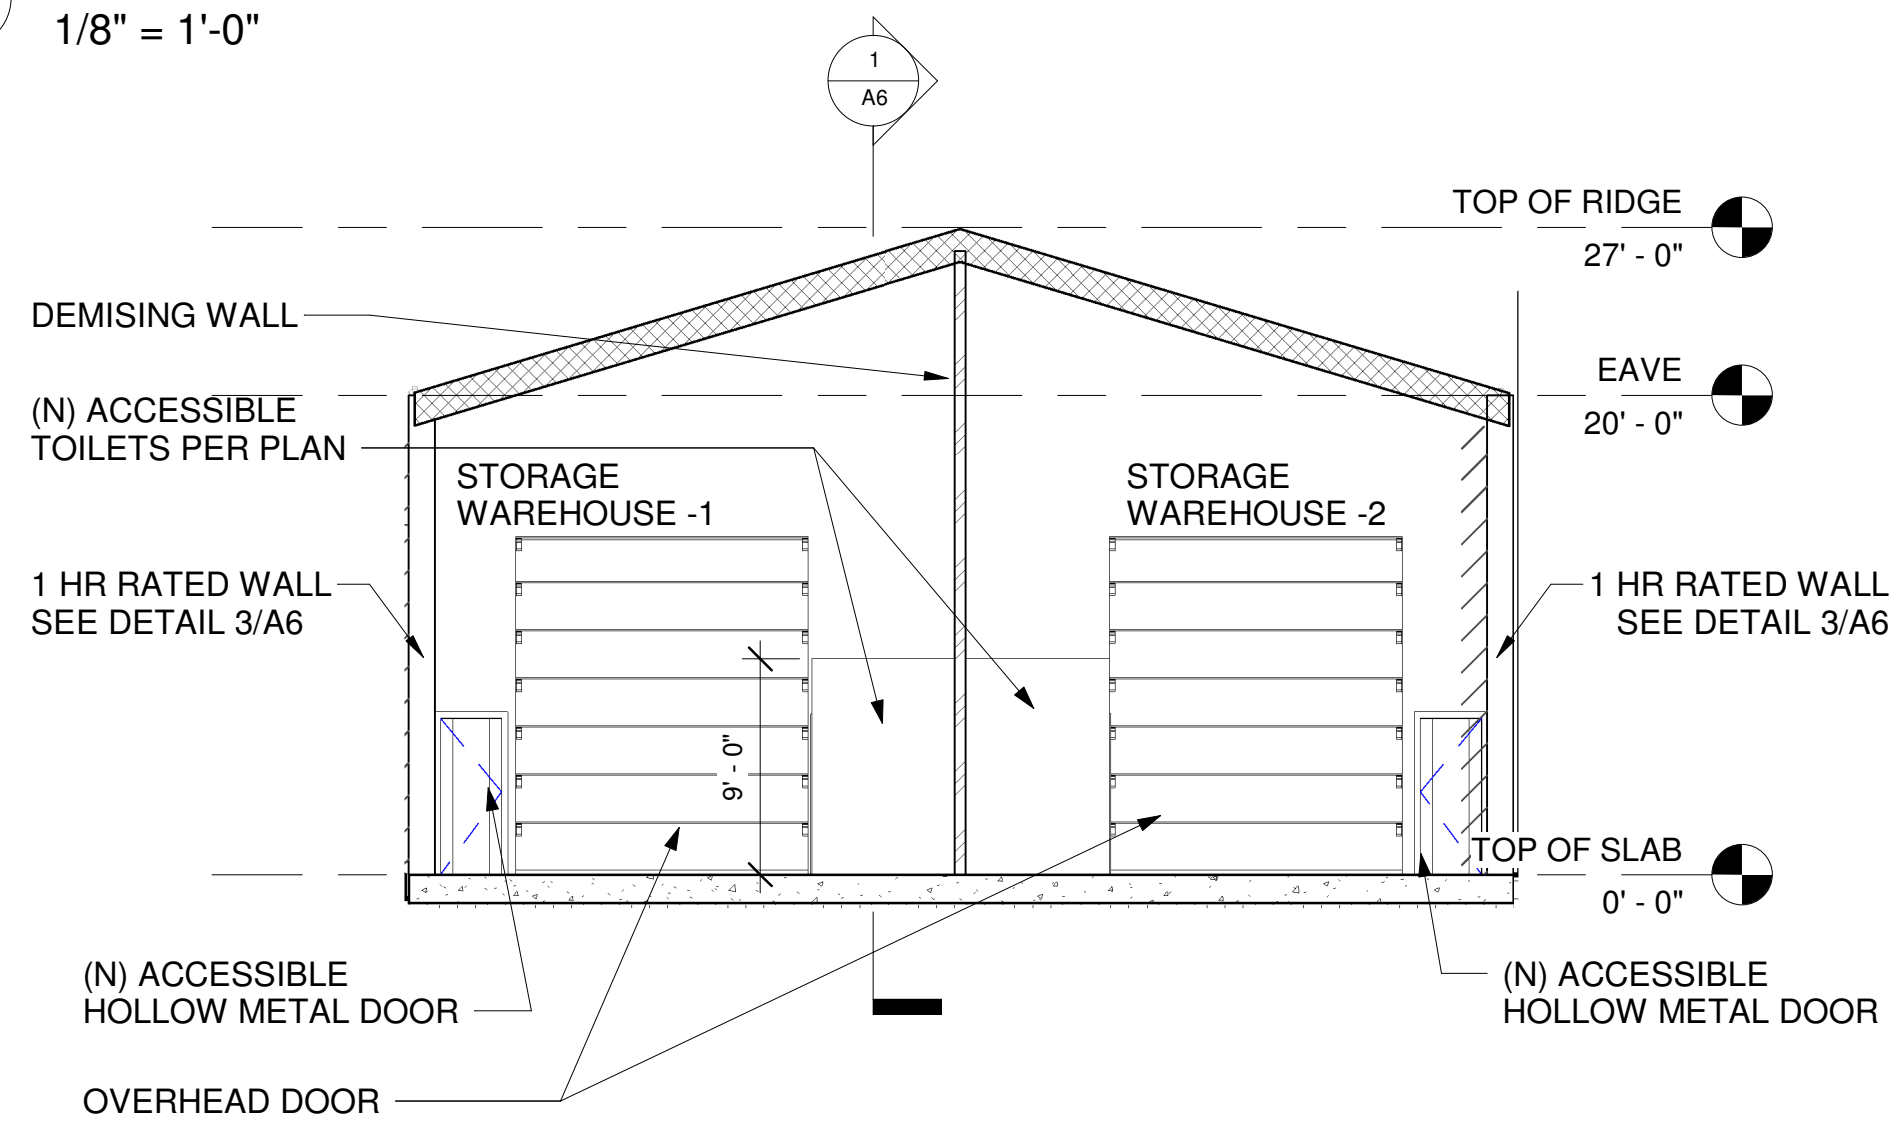 1/8" = 1'-0"
1
A6
TOP OF RIDGE
27' - 0"
DEMISING WALL
EAVE
20' - 0"
(N) ACCESSIBLE
TOILETS PER PLAN
STORAGE
WAREHOUSE -1
STORAGE
WAREHOUSE -2
1 HR RATED WALL
SEE DETAIL 3/A6
1 HR RATED WALL
SEE DETAIL 3/A6
9' - 0"
TOP OF SLAB
0' - 0"
(N) ACCESSIBLE
HOLLOW METAL DOOR
(N) ACCESSIBLE
HOLLOW METAL DOOR
OVERHEAD DOOR